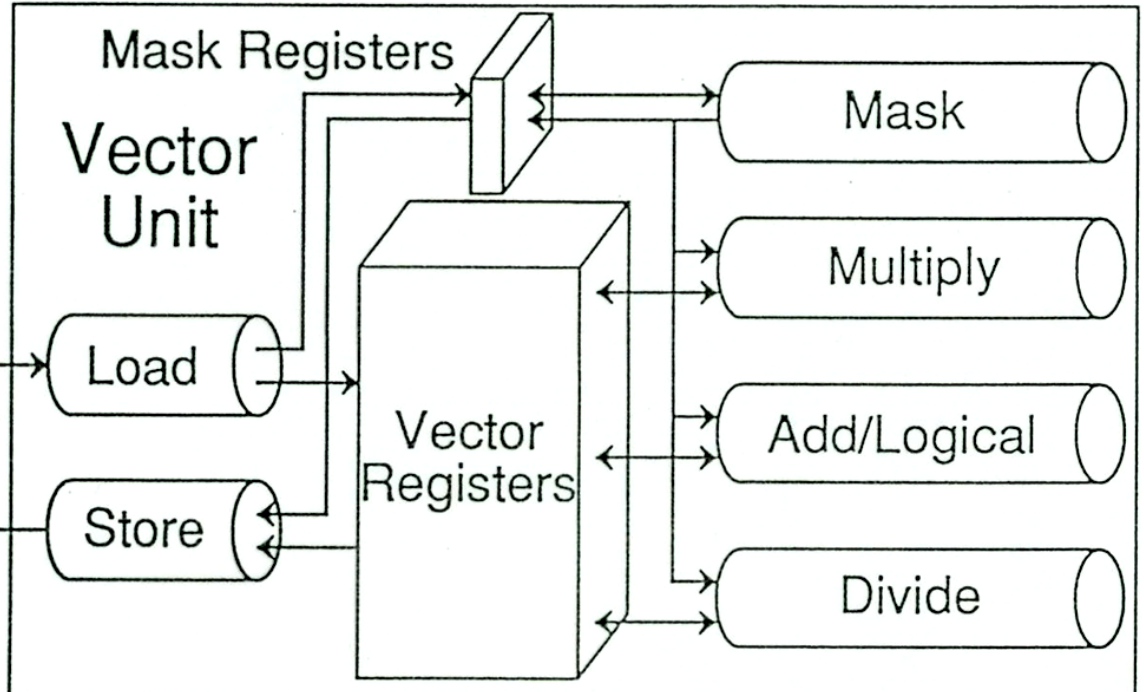 Mask Registers
Vector
Unit
Mask
Multiply
Load
Vector
Registers
Add/Logical
Store
Divide